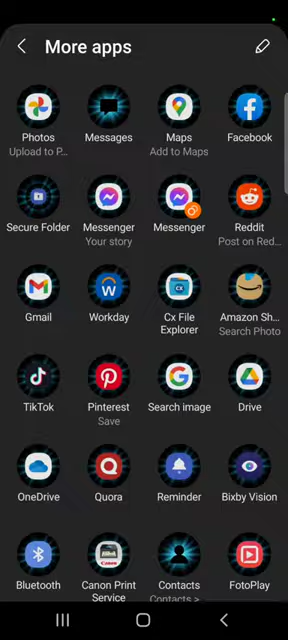 More apps
Photos Messages Maps Facebook
Upload to P... Add to Maps
Secure Folder Messenger Messenger Reddit
Your story Post on Red...
Gmail Workday Cx File Explorer Amazon Sh...
Search Photo
TikTok Pinterest Search image Drive
Save
OneDrive Quora Reminder Bixby Vision
Bluetooth Canon Print Service Contacts FotoPlay
Contacts >